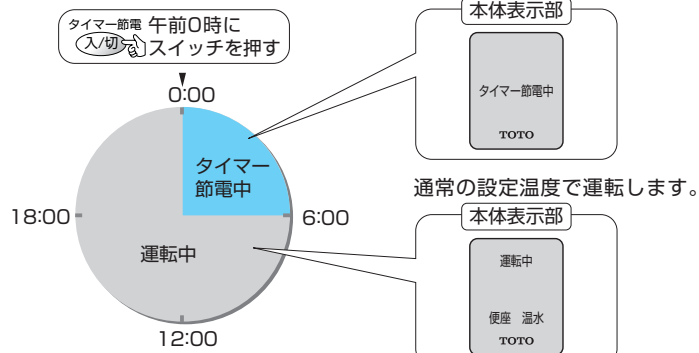 タイマー節電
入/切
午前0時に
スイッチを押す
0:00
タイマー
節電中
18:00
6:00
運転中
12:00
本体表示部
タイマー節電中
TOTO
通常の設定温度で運転します。
本体表示部
運転中
便座 温水
TOTO